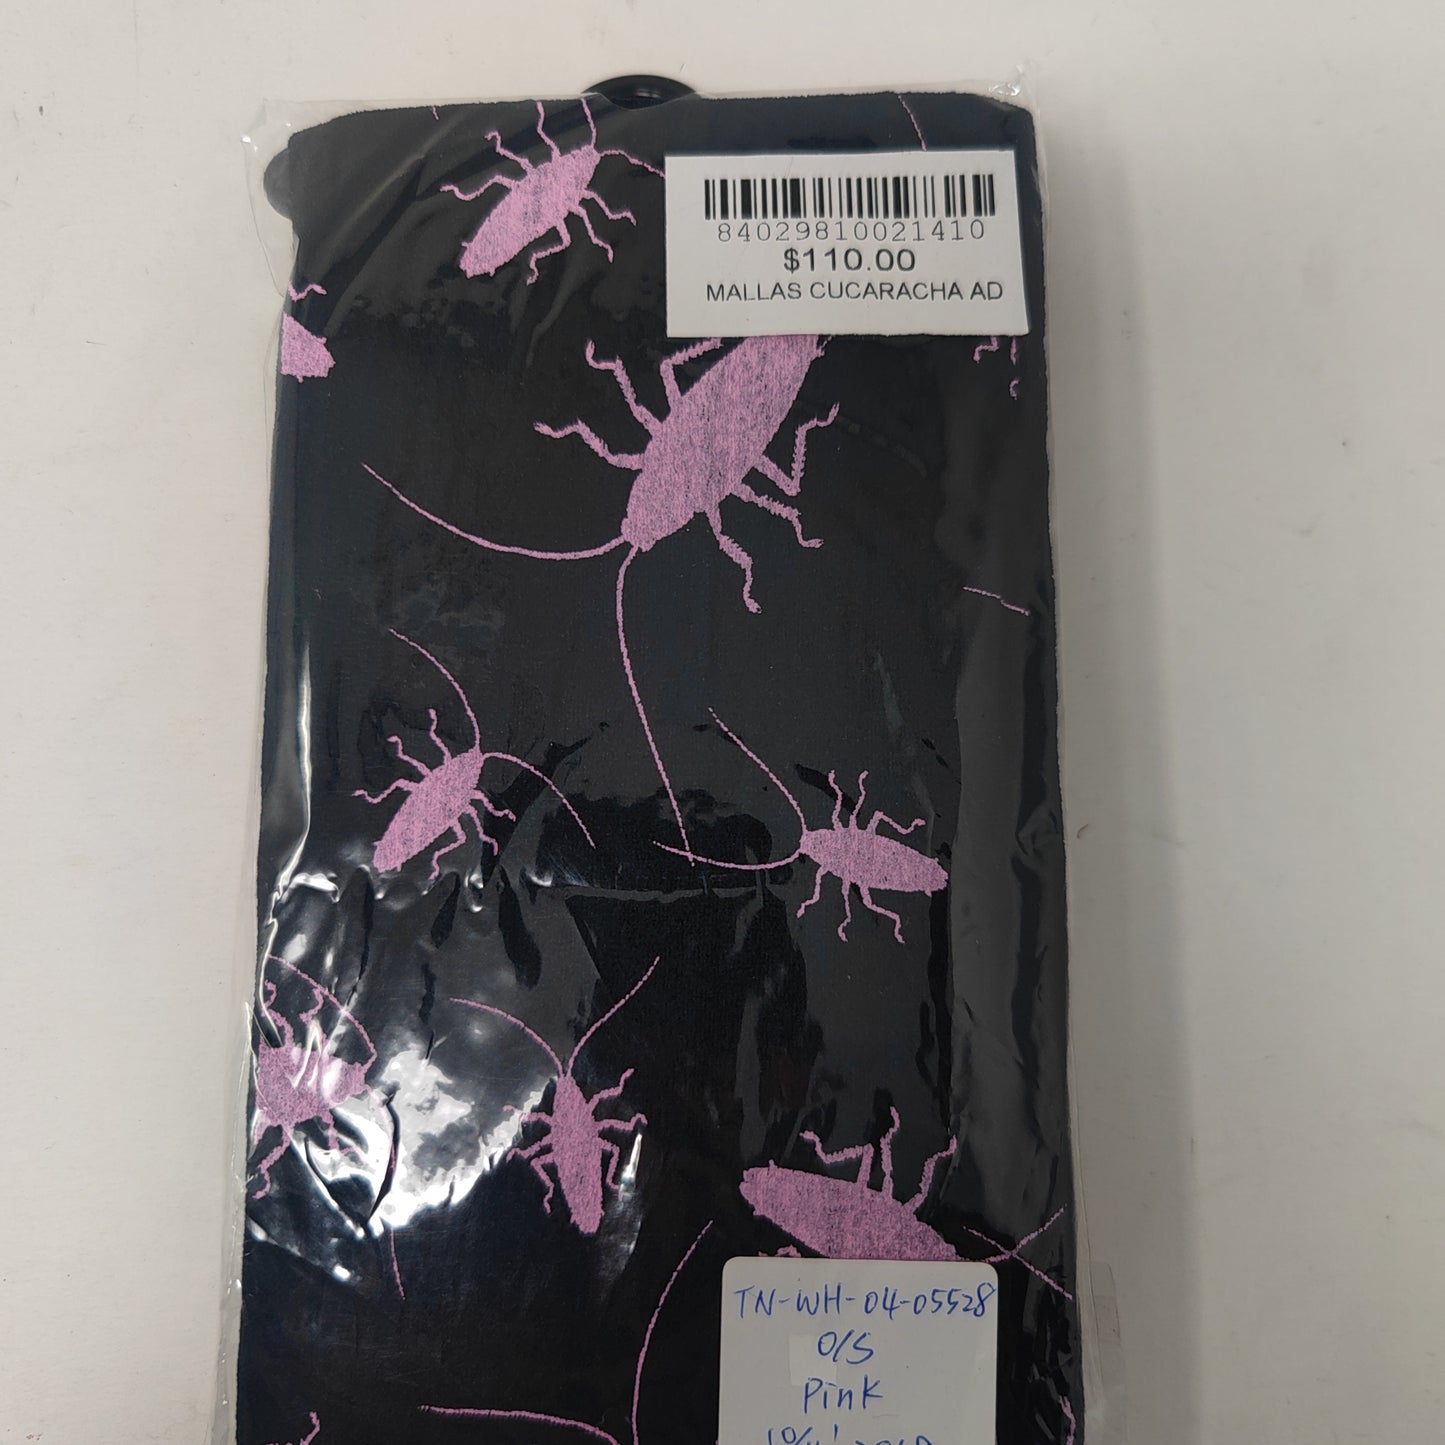 84029810021410
$110.00
MALLAS CUCARACHA AD
TN-WH-04-05528
O/S
Pink